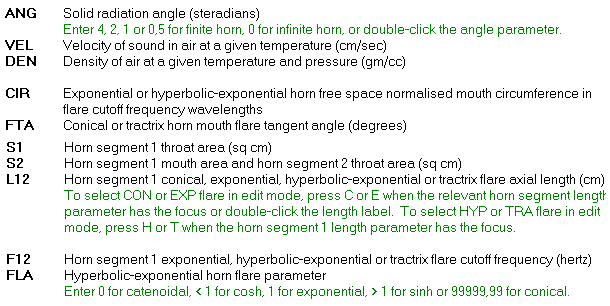 ANG Solid radiation angle (steradians)
Enter 4, 2, 1 or 0,5 for finite horn, 0 for infinite horn, or double-click the angle parameter.
VEL Velocity of sound in air at a given temperature (cm/sec)
DEN Density of air at a given temperature and pressure (gm/cc)
CIR Exponential or hyperbolic-exponential horn free space normalised mouth circumference in
flare cutoff frequency wavelengths
FTA Conical or tractrix horn mouth flare tangent angle (degrees)
S1 Horn segment 1 throat area (sq cm)
S2 Horn segment 1 mouth area and horn segment 2 throat area (sq cm)
L12 Horn segment 1 conical, exponential, hyperbolic-exponential or tractrix flare axial length (cm)
To select CON or EXP flare in edit mode, press C or E when the relevant horn segment length
parameter has the focus or double-click the length label. To select HYP or TRA flare in edit
mode, press H or T when the horn segment 1 length parameter has the focus.
F12 Horn segment 1 exponential, hyperbolic-exponential or tractrix flare cutoff frequency (hertz)
FLA Hyperbolic-exponential horn flare parameter
Enter 0 for catenoidal, < 1 for cosh, 1 for exponential, > 1 for sinh or 99999,99 for conical.